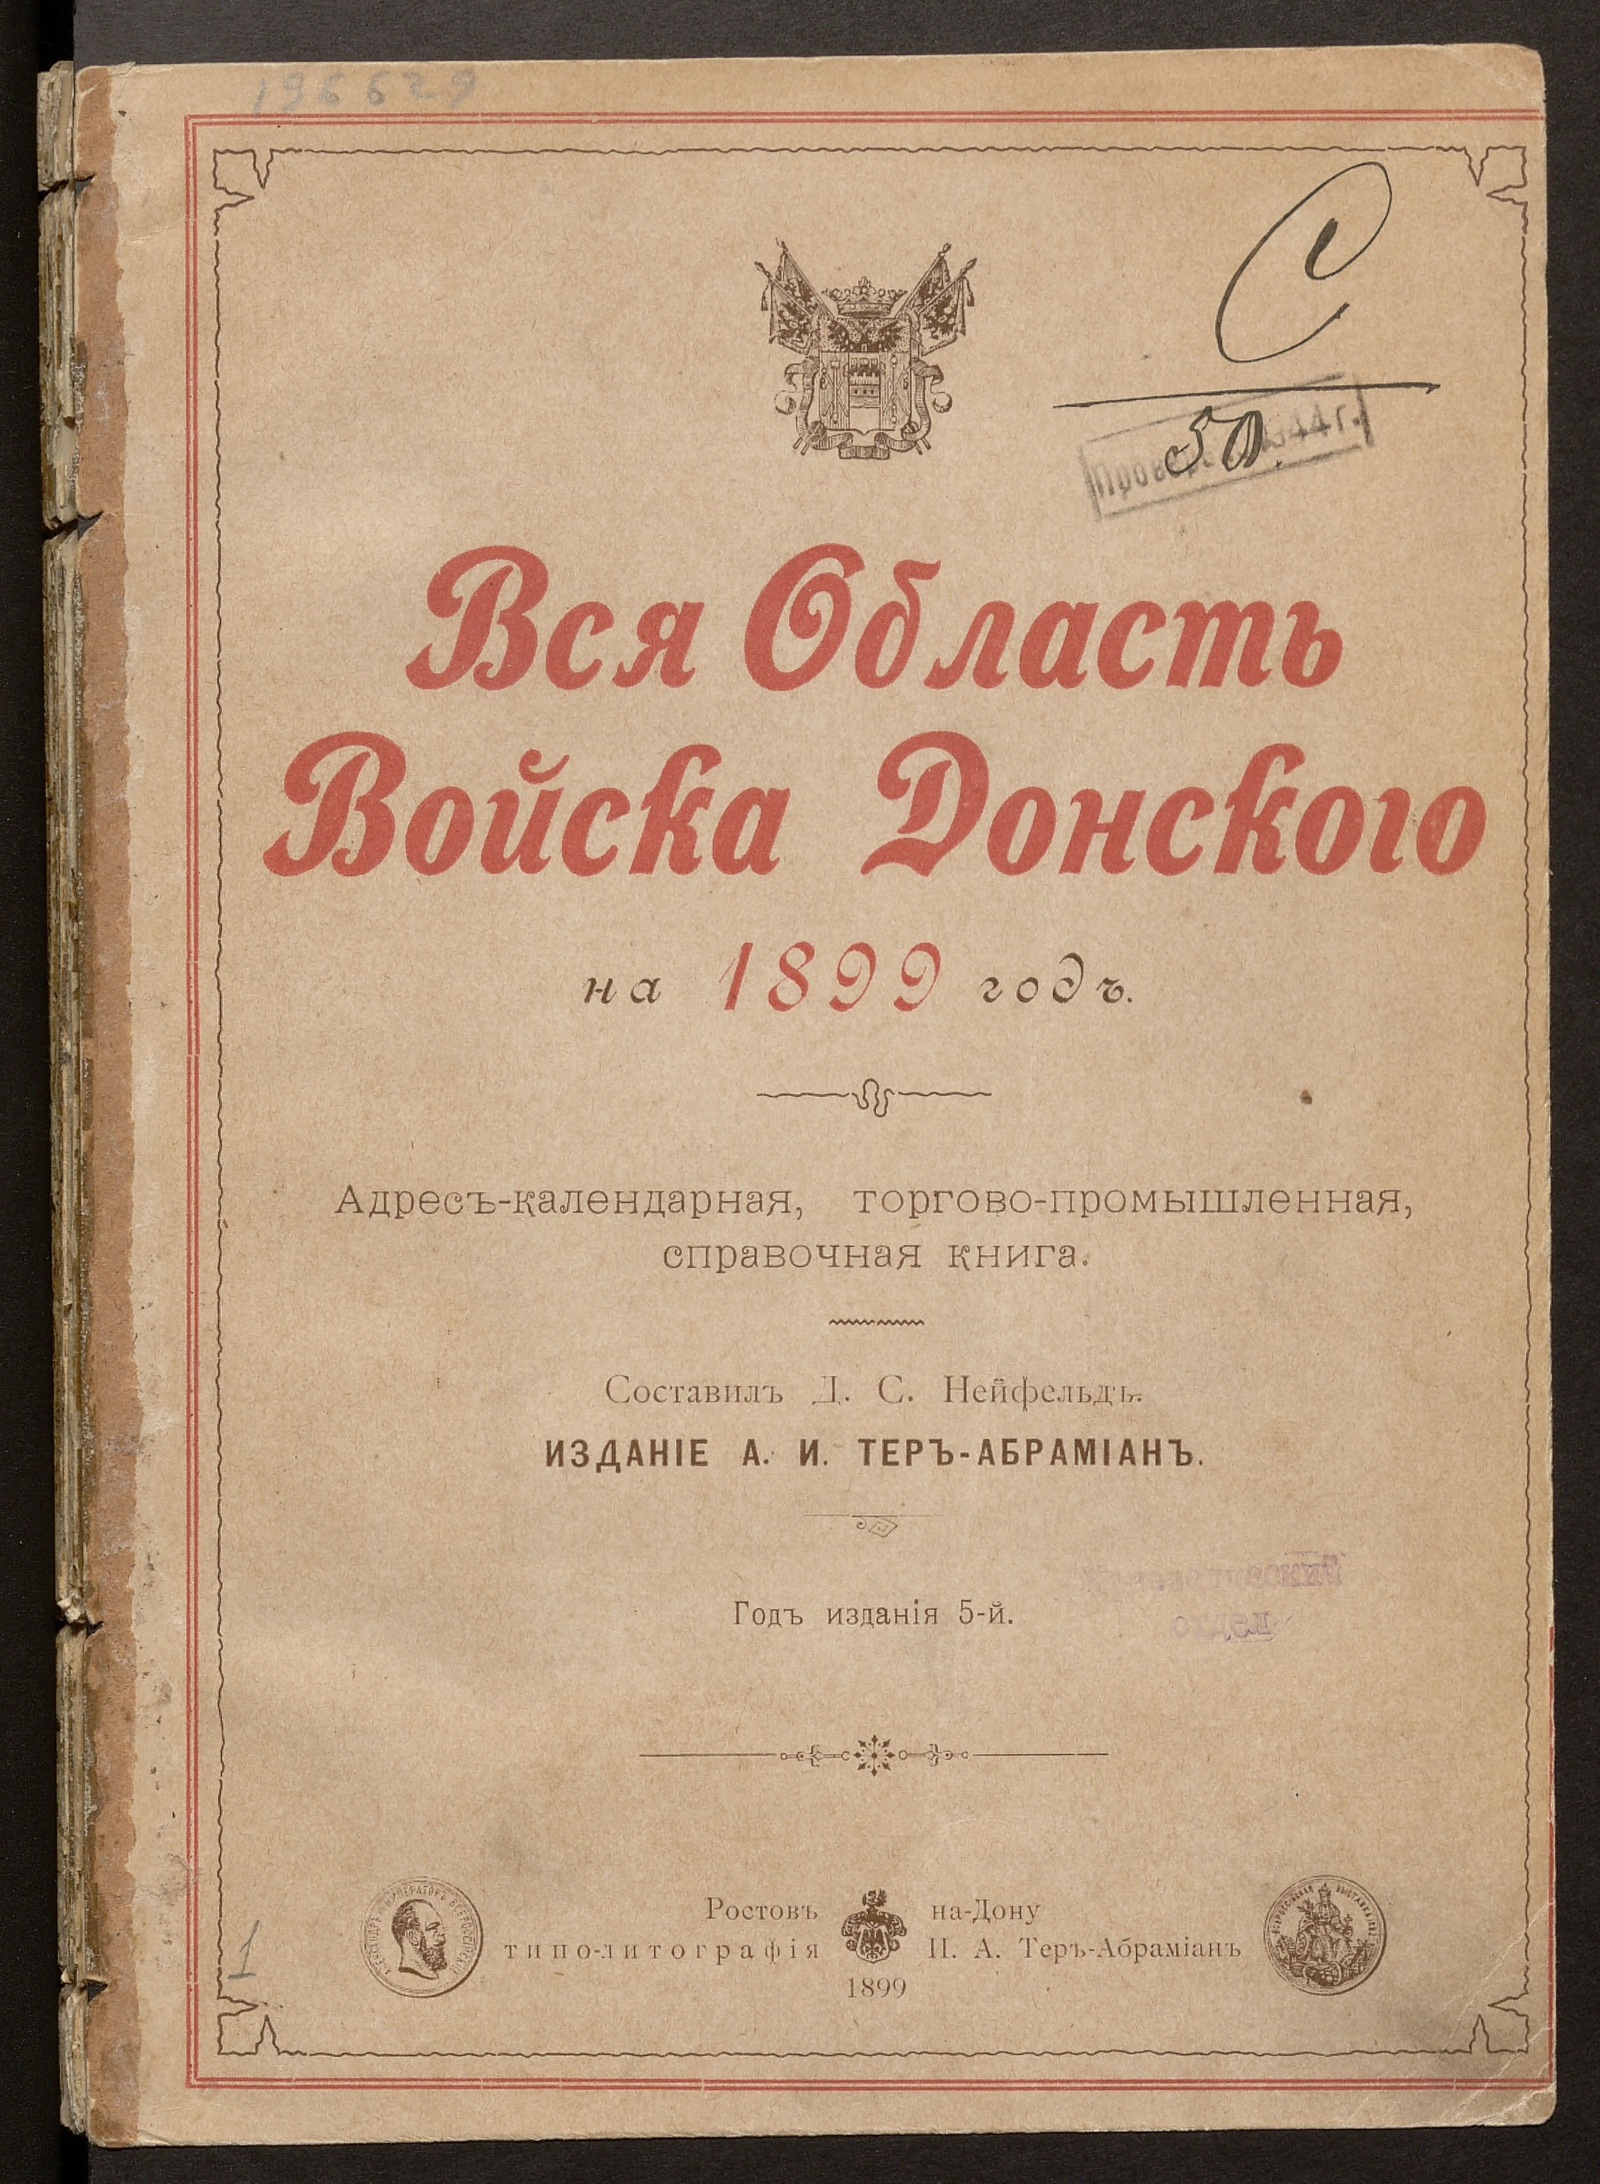 196629
С
50.
44 г.
Вся Область
Войска Донского
на 1899 годъ.
Адресъ-календарная, торгово-промышленная,
справочная книга.
Составилъ Д. С. Нейфельдъ.
ИЗДАНІЕ А. И. ТЕРЪ-АБРАМІАНЪ.
Годъ изданія 5-й.
Ростовъ на-Дону
типо-литографія И. А. Теръ-Абраміанъ
1899
1